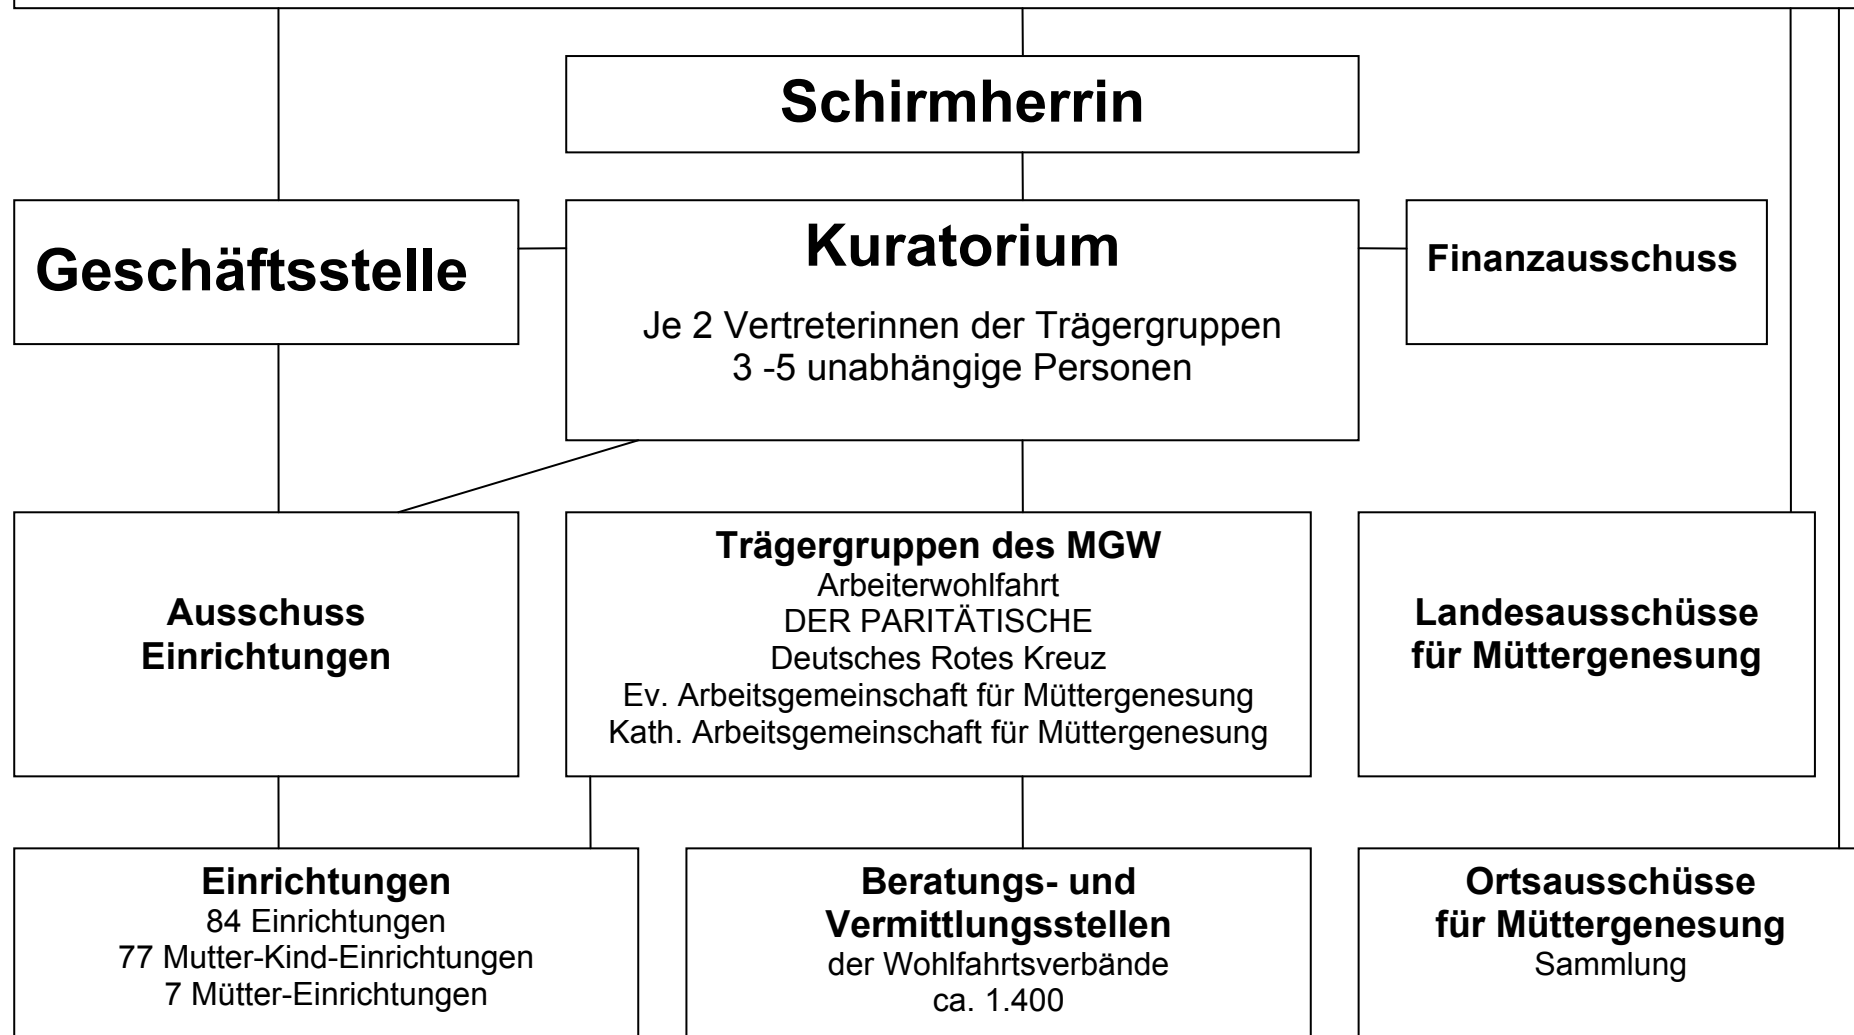 Schirmherrin
Geschäftsstelle
Kuratorium
Je 2 Vertreterinnen der Trägergruppen
3 -5 unabhängige Personen
Finanzausschuss
Ausschuss
Einrichtungen
Trägergruppen des MGW
Arbeiterwohlfahrt
DER PARITÄTISCHE
Deutsches Rotes Kreuz
Ev. Arbeitsgemeinschaft für Müttergenesung
Kath. Arbeitsgemeinschaft für Müttergenesung
Landesausschüsse
für Müttergenesung
Einrichtungen
84 Einrichtungen
77 Mutter-Kind-Einrichtungen
7 Mütter-Einrichtungen
Beratungs- und
Vermittlungsstellen
der Wohlfahrtsverbände
ca. 1.400
Ortsausschüsse
für Müttergenesung
Sammlung